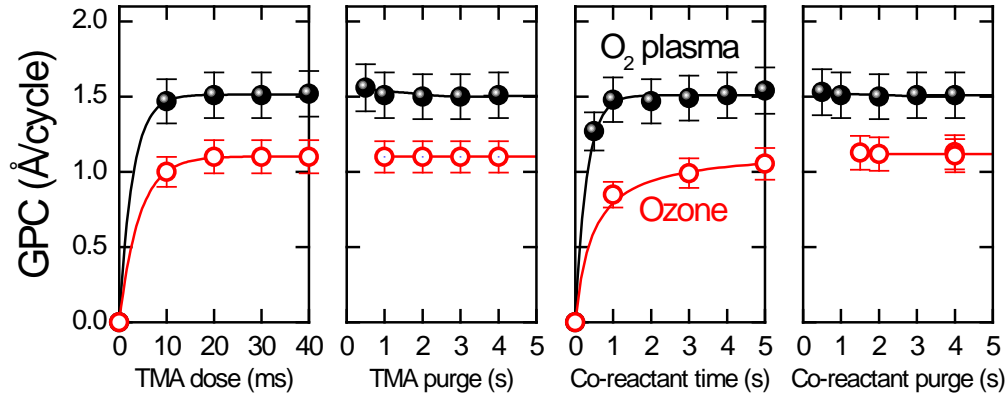 GPC (Å/cycle)
2.0
1.5
1.0
0.5
0.0
O₂ plasma
Ozone
0 10 20 30 40 0 1 2 3 4 5 0 1 2 3 4 5 0 1 2 3 4 5
TMA dose (ms) TMA purge (s) Co-reactant time (s) Co-reactant purge (s)